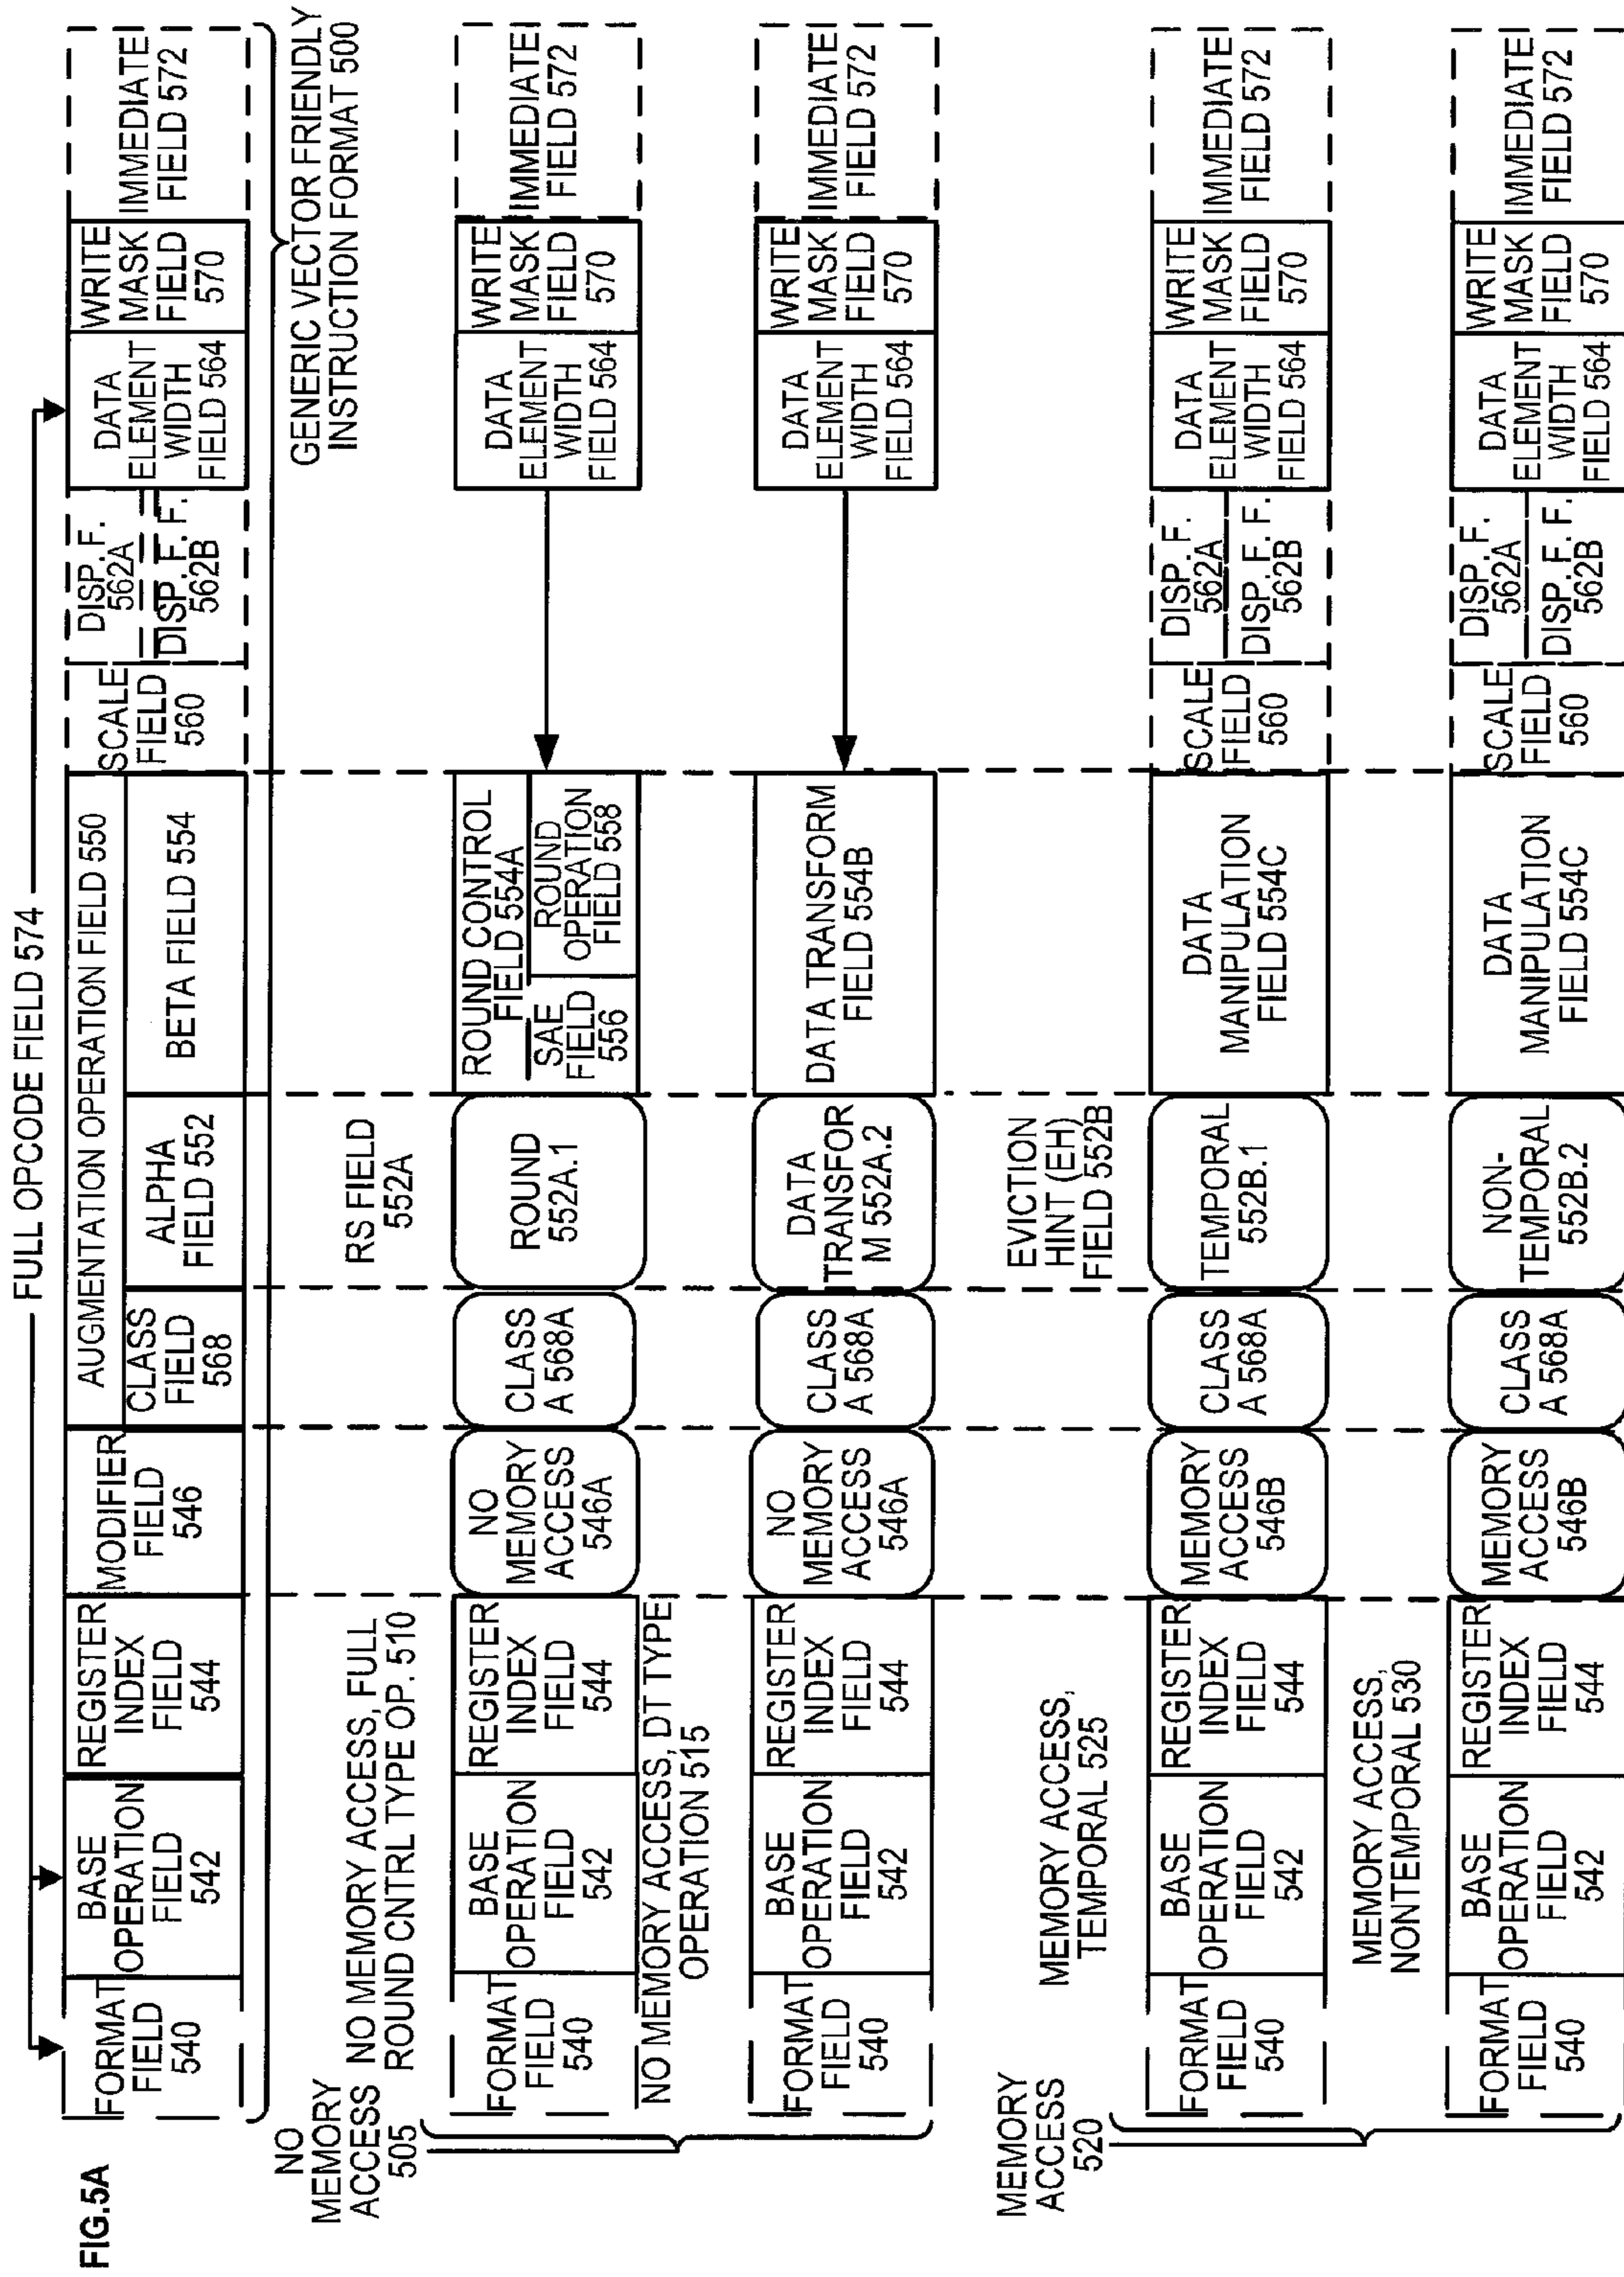 FIG.5A
FULL OPCODE FIELD 574
FORMAT
FIELD
540
BASE
OPERATION
FIELD
542
REGISTER
INDEX
FIELD
544
MODIFIER
FIELD
546
AUGMENTATION OPERATION FIELD 550
CLASS
FIELD
568
ALPHA
FIELD 552
BETA FIELD 554
SCALE
FIELD
560
DISP. F.
562A
DISP. F. F.
562B
DATA
ELEMENT
WIDTH
FIELD 564
WRITE
MASK
FIELD
570
IMMEDIATE
FIELD 572
GENERIC VECTOR FRIENDLY
INSTRUCTION FORMAT 500
NO
MEMORY
ACCESS
505
NO MEMORY ACCESS, FULL
ROUND CNTRL TYPE OP. 510
RS FIELD
552A
FORMAT
FIELD
540
BASE
OPERATION
FIELD
542
REGISTER
INDEX
FIELD
544
NO
MEMORY
ACCESS
546A
CLASS
A 568A
ROUND
552A.1
ROUND CONTROL
FIELD 554A
SAE
FIELD
556
ROUND
OPERATION
FIELD 558
DATA
ELEMENT
WIDTH
FIELD 564
WRITE
MASK
FIELD
570
IMMEDIATE
FIELD 572
NO MEMORY ACCESS, DT TYPE
OPERATION 515
FORMAT
FIELD
540
BASE
OPERATION
FIELD
542
REGISTER
INDEX
FIELD
544
NO
MEMORY
ACCESS
546A
CLASS
A 568A
DATA
TRANSFOR
M 552A.2
DATA TRANSFORM
FIELD 554B
DATA
ELEMENT
WIDTH
FIELD 564
WRITE
MASK
FIELD
570
IMMEDIATE
FIELD 572
MEMORY
ACCESS
520
MEMORY ACCESS,
TEMPORAL 525
EVICTION
HINT (EH)
FIELD 552B
FORMAT
FIELD
540
BASE
OPERATION
FIELD
542
REGISTER
INDEX
FIELD
544
MEMORY
ACCESS
546B
CLASS
A 568A
TEMPORAL
552B.1
DATA
MANIPULATION
FIELD 554C
SCALE
FIELD
560
DISP. F.
562A
DISP. F. F.
562B
DATA
ELEMENT
WIDTH
FIELD 564
WRITE
MASK
FIELD
570
IMMEDIATE
FIELD 572
MEMORY ACCESS,
NONTEMPORAL 530
FORMAT
FIELD
540
BASE
OPERATION
FIELD
542
REGISTER
INDEX
FIELD
544
MEMORY
ACCESS
546B
CLASS
A 568A
NON-
TEMPORAL
552B.2
DATA
MANIPULATION
FIELD 554C
SCALE
FIELD
560
DISP. F.
562A
DISP. F. F.
562B
DATA
ELEMENT
WIDTH
FIELD 564
WRITE
MASK
FIELD
570
IMMEDIATE
FIELD 572